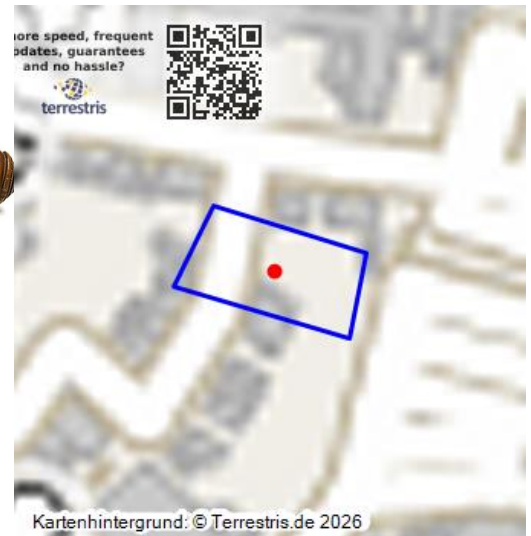 ore speed, frequent
pdates, guarantees
and no hassle?
terrestris
Kartenhintergrund: © Terrestris.de 2026